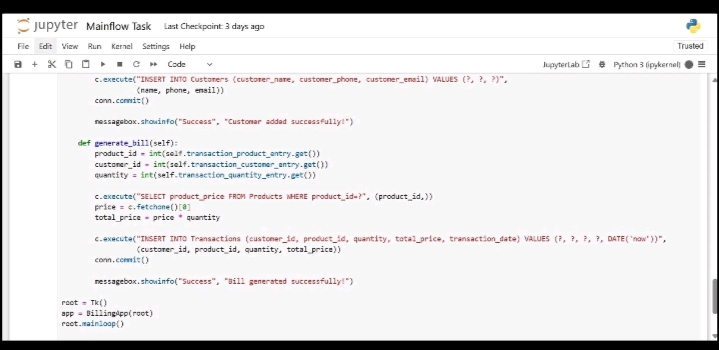 jupyter Mainflow Task Last Checkpoint: 3 days ago
File Edit View Run Kernel Settings Help Trusted
Code JupyterLab Python 3 (ipykernel)
c.execute("INSERT INTO Customers (customer_name, customer_phone, customer_email) VALUES (?, ?, ?)",
(name, phone, email))
conn.commit()
messagebox.showinfo("Success", "Customer added successfully!")
def generate_bill(self):
product_id = int(self.transaction_product_entry.get())
customer_id = int(self.transaction_customer_entry.get())
quantity = int(self.transaction_quantity_entry.get())
c.execute("SELECT product_price FROM Products WHERE product_id=?", (product_id,))
price = c.fetchone()[0]
total_price = price * quantity
c.execute("INSERT INTO Transactions (customer_id, product_id, quantity, total_price, transaction_date) VALUES (?, ?, ?, ?, DATE('now'))",
(customer_id, product_id, quantity, total_price))
conn.commit()
messagebox.showinfo("Success", "Bill generated successfully!")
root = Tk()
app = BillingApp(root)
root.mainloop()